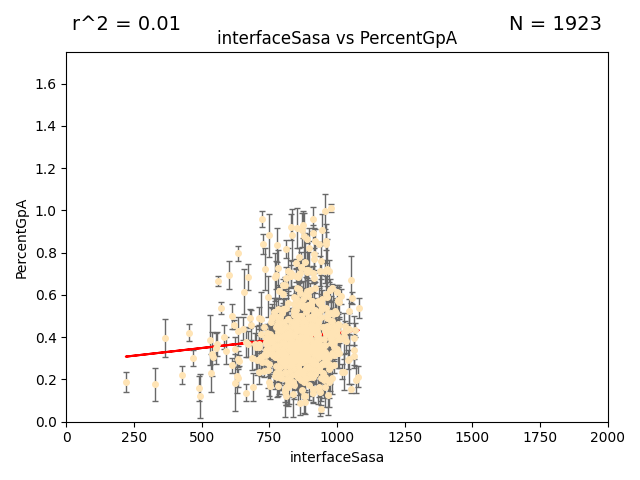 r^2 = 0.01
N = 1923
interfaceSasa vs PercentGpA
PercentGpA
1.6
1.4
1.2
1.0
0.8
0.6
0.4
0.2
0.0
0 250 500 750 1000 1250 1500 1750 2000
interfaceSasa